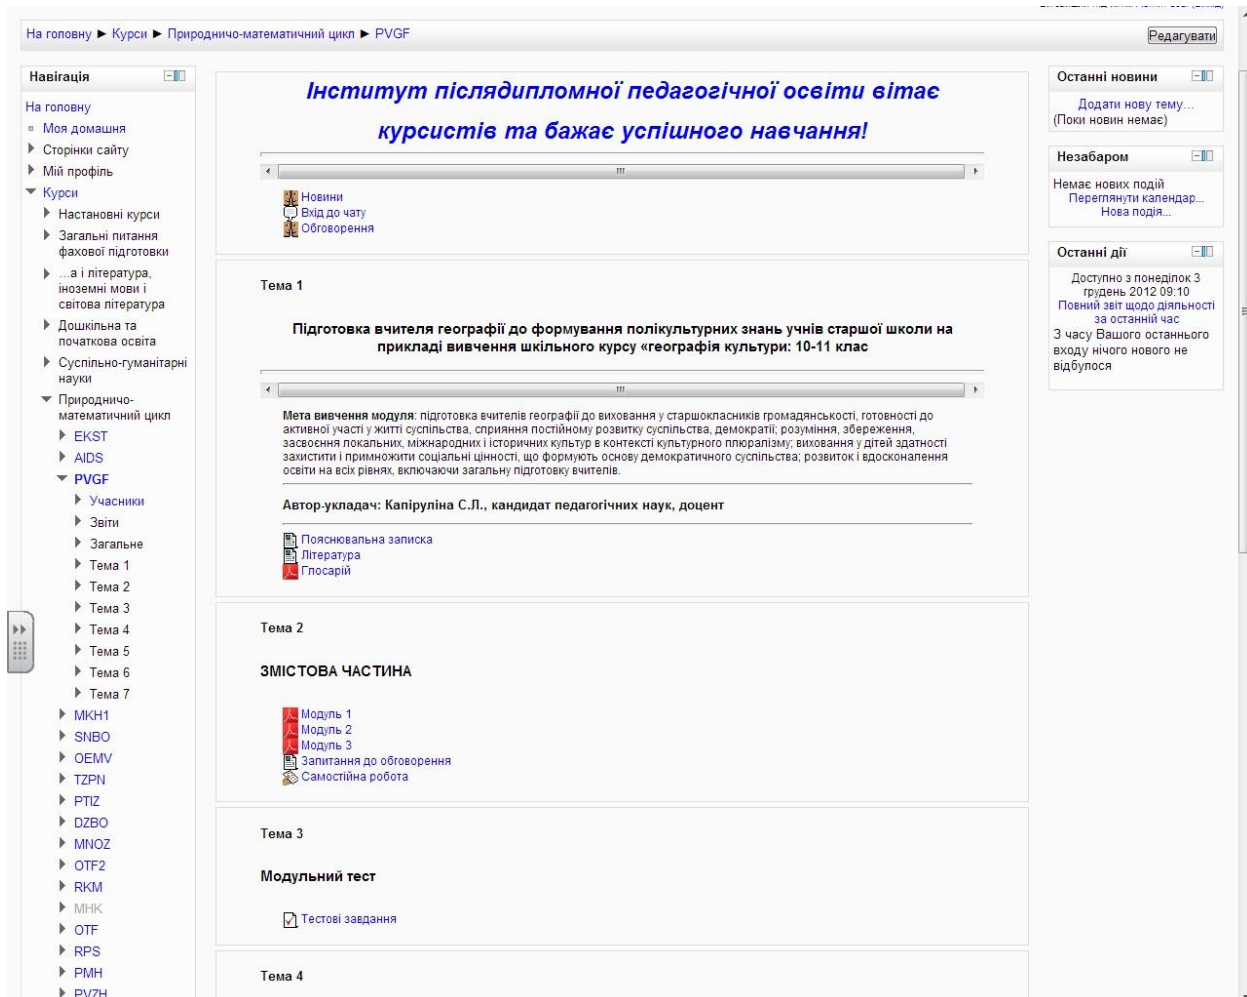 На головну ► Курси ► Природничо-математичний цикл ► PVGF
Редагувати
Навігація
На головну
Моя домашня
Сторінки сайту
Мій профіль
Курси
Настановні курси
Загальні питання
фахової підготовки
...а і література,
іноземні мови і
світова література
Дошкільна та
початкова освіта
Суспільно-гуманітарні
науки
Природничо-
математичний цикл
EKST
AIDS
PVGF
Учасники
Звіти
Загальне
Тема 1
Тема 2
Тема 3
Тема 4
Тема 5
Тема 6
Тема 7
MKH1
SNBO
OEMV
TZPN
PTIZ
DZBO
MNOZ
OTF2
RKM
MHK
OTF
RPS
PMH
PVZH
Інститут післядипломної педагогічної освіти вітає
курсистів та бажає успішного навчання!
Новини
Вхід до чату
Обговорення
Тема 1
Підготовка вчителя географії до формування полікультурних знань учнів старшої школи на
прикладі вивчення шкільного курсу «географія культури: 10-11 клас
Мета вивчення модуля: підготовка вчителів географії до виховання у старшокласників громадянськості, готовності до
активної участі у житті суспільства, сприяння постійному розвитку суспільства, демократії; розуміння, збереження,
засвоєння локальних, міжнародних і історичних культур в контексті культурного плюралізму; виховання у дітей здатності
захистити і примножити соціальні цінності, що формують основу демократичного суспільства; розвиток і вдосконалення
освіти на всіх рівнях, включаючи загальну підготовку вчителів.
Автор-укладач: Капіруліна С.Л., кандидат педагогічних наук, доцент
Пояснювальна записка
Література
Глосарій
Тема 2
ЗМІСТОВА ЧАСТИНА
Модуль 1
Модуль 2
Модуль 3
Запитання до обговорення
Самостійна робота
Тема 3
Модульний тест
Тестові завдання
Тема 4
Останні новини
Додати нову тему...
(Поки новин немає)
Незабаром
Немає нових подій
Переглянути календар...
Нова подія...
Останні дії
Доступно з понеділок 3
грудень 2012 09:10
Повний звіт щодо діяльності
за останній час
З часу Вашого останнього
входу нічого нового не
відбулося